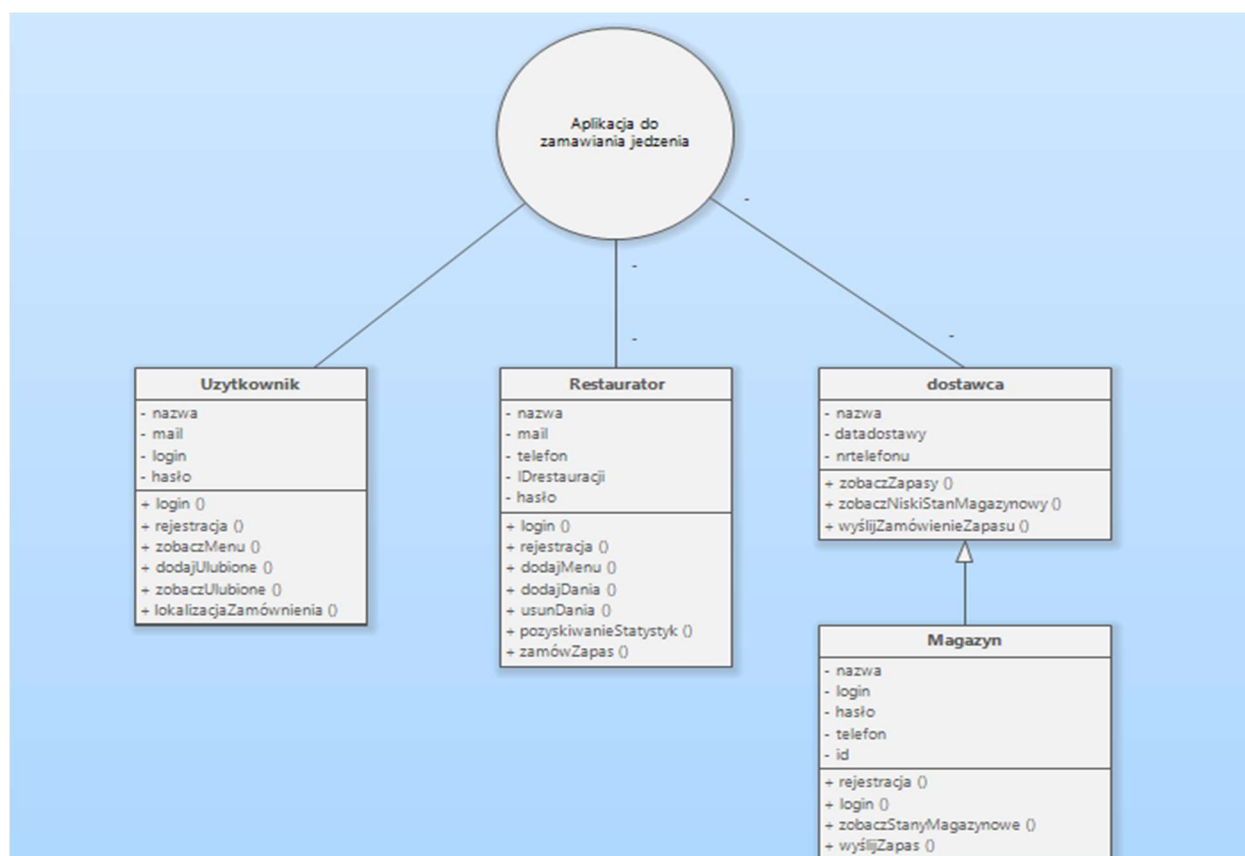 Aplikacja do
zamawiania jedzenia
-
-
-
-
Uzytkownik
- nazwa
- mail
- login
- hasło
+ login ()
+ rejestracja ()
+ zobaczMenu ()
+ dodajUlubione ()
+ zobaczUlubione ()
+ lokalizacjaZamównienia ()
Restaurator
- nazwa
- mail
- telefon
- IDrestauracji
- hasło
+ login ()
+ rejestracja ()
+ dodajMenu ()
+ dodajDania ()
+ usunDania ()
+ pozyskiwanieStatystyk ()
+ zamówZapas ()
dostawca
- nazwa
- datadostawy
- nrtelefonu
+ zobaczZapasy ()
+ zobaczNiskiStanMagazynowy ()
+ wyślijZamówienieZapasu ()
Magazyn
- nazwa
- login
- hasło
- telefon
- id
+ rejestracja ()
+ login ()
+ zobaczStanyMagazynowe ()
+ wyślijZapas ()